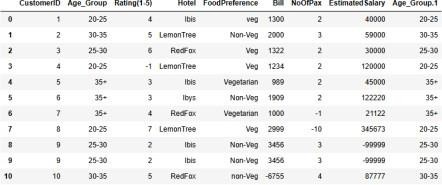 CustomerID Age_Group Rating(1-5) Hotel FoodPreference Bill NoOfPax EstimatedSalary Age_Group.1
0 1 20-25 4 Ibis veg 1300 2 40000 20-25
1 2 30-35 5 LemonTree Non-Veg 2000 3 59000 30-35
2 3 25-30 6 RedFox Veg 1322 2 30000 25-30
3 4 20-25 -1 LemonTree Veg 1234 2 120000 20-25
4 5 35+ 3 Ibis Vegetarian 989 2 45000 35+
5 6 35+ 3 Ibys Non-Veg 1909 2 122220 35+
6 7 35+ 4 RedFox Vegetarian 1000 -1 21122 35+
7 8 20-25 7 LemonTree Veg 2999 -10 345673 20-25
8 9 25-30 2 Ibis Non-Veg 3456 3 -99999 25-30
9 9 25-30 2 Ibis Non-Veg 3456 3 -99999 25-30
10 10 30-35 5 RedFox non-Veg -6755 4 87777 30-35